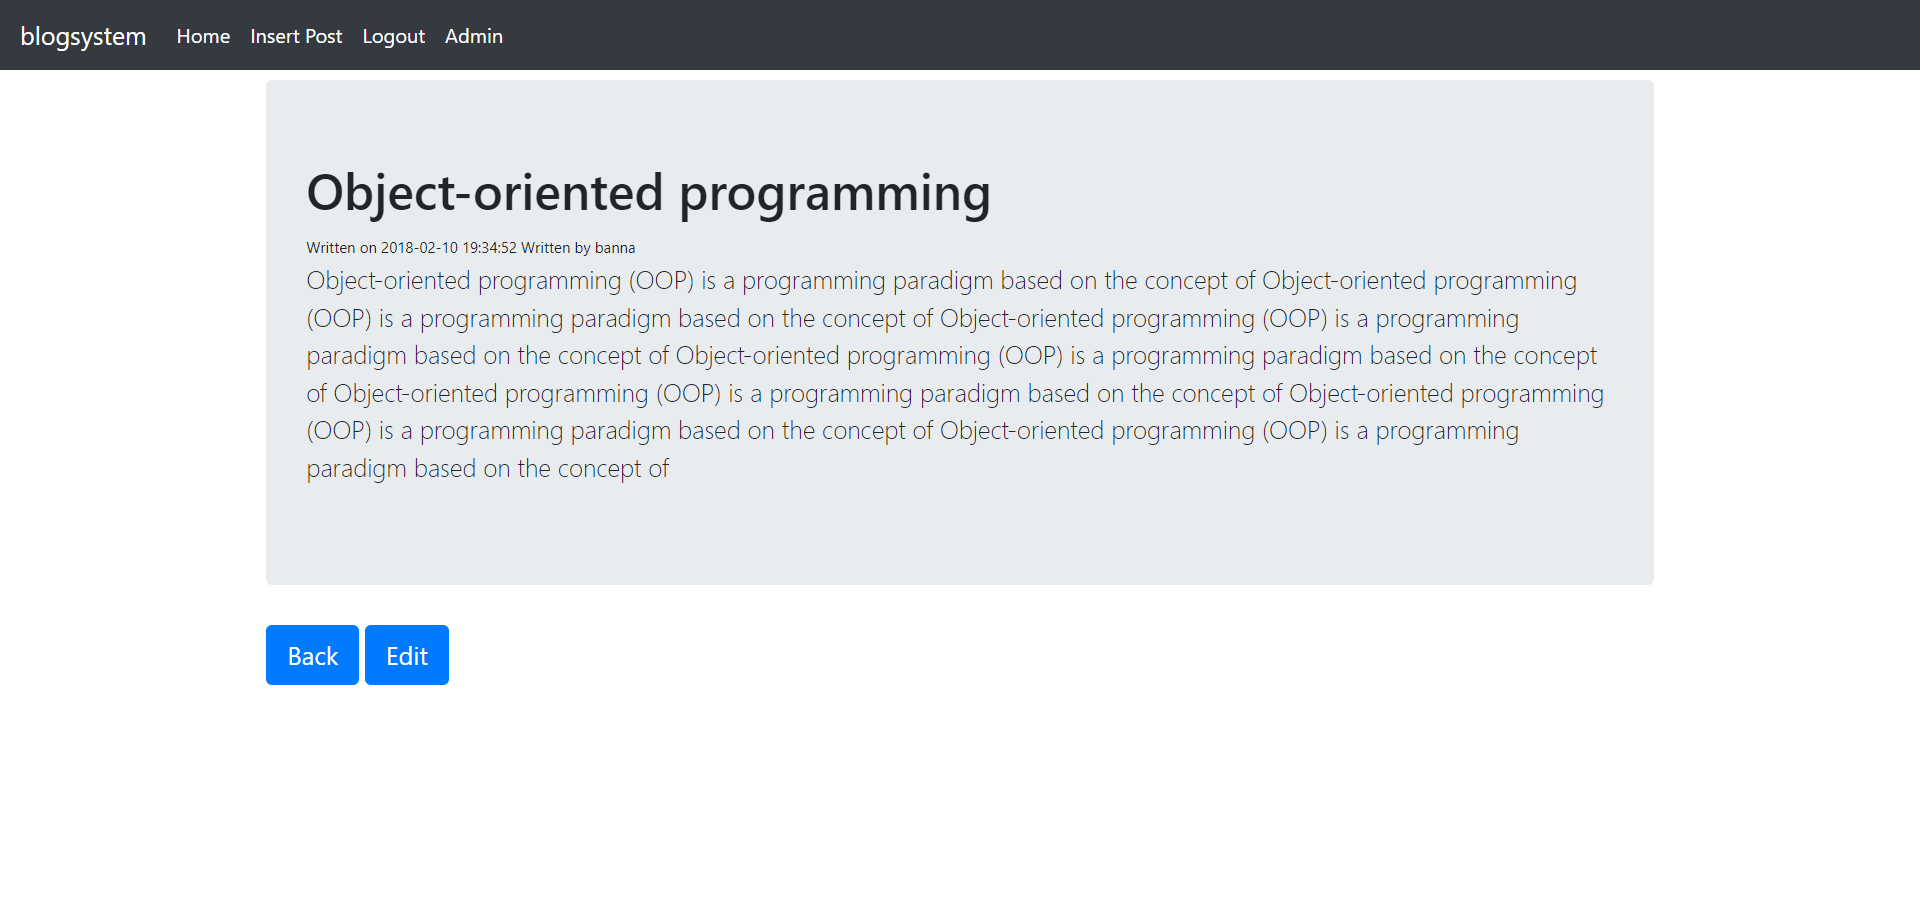 blogsystem Home Insert Post Logout Admin
Object-oriented programming
Written on 2018-02-10 19:34:52 Written by banna
Object-oriented programming (OOP) is a programming paradigm based on the concept of Object-oriented programming
(OOP) is a programming paradigm based on the concept of Object-oriented programming (OOP) is a programming
paradigm based on the concept of Object-oriented programming (OOP) is a programming paradigm based on the concept
of Object-oriented programming (OOP) is a programming paradigm based on the concept of Object-oriented programming
(OOP) is a programming paradigm based on the concept of Object-oriented programming (OOP) is a programming
paradigm based on the concept of
Back Edit